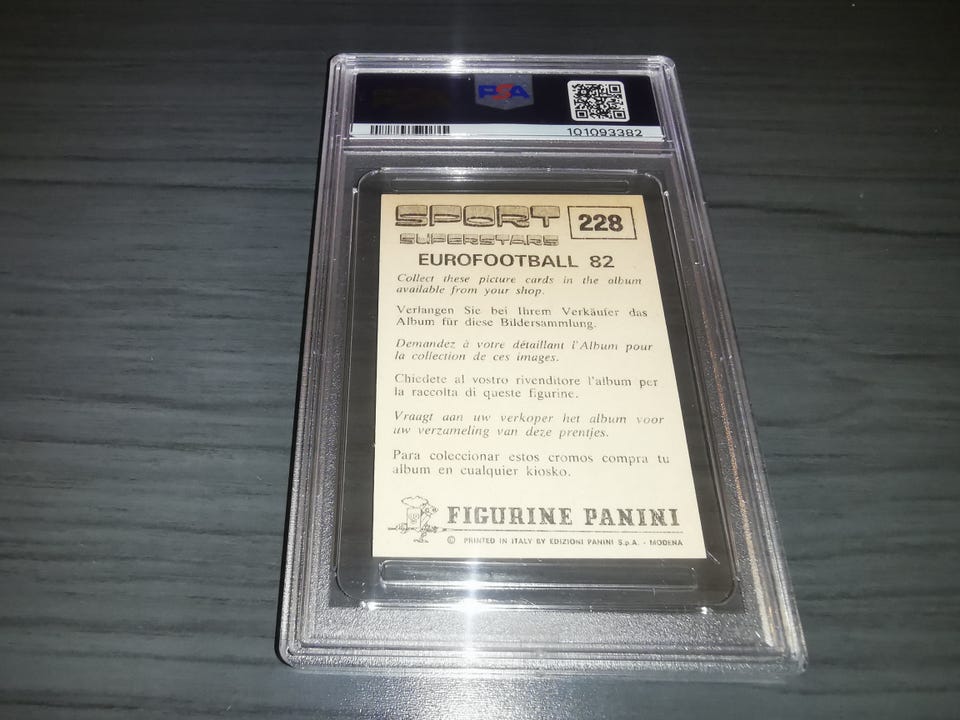 PSA
101093382
SPORT
SUPERSTARS
228
EUROFOOTBALL 82
Collect these picture cards in the album
available from your shop.
Verlangen Sie bei Ihrem Verkäufer das
Album für diese Bildersammlung.
Demandez à votre détaillant l'Album pour
la collection de ces images.
Chiedete al vostro rivenditore l'album per
la raccolta di queste figurine.
Vraagt aan uw verkoper het album voor
uw verzameling van deze prentjes.
Para coleccionar estos cromos compra tu
album en cualquier kiosko.
FIGURINE PANINI
© PRINTED IN ITALY BY EDIZIONI PANINI S.p.A. - MODENA